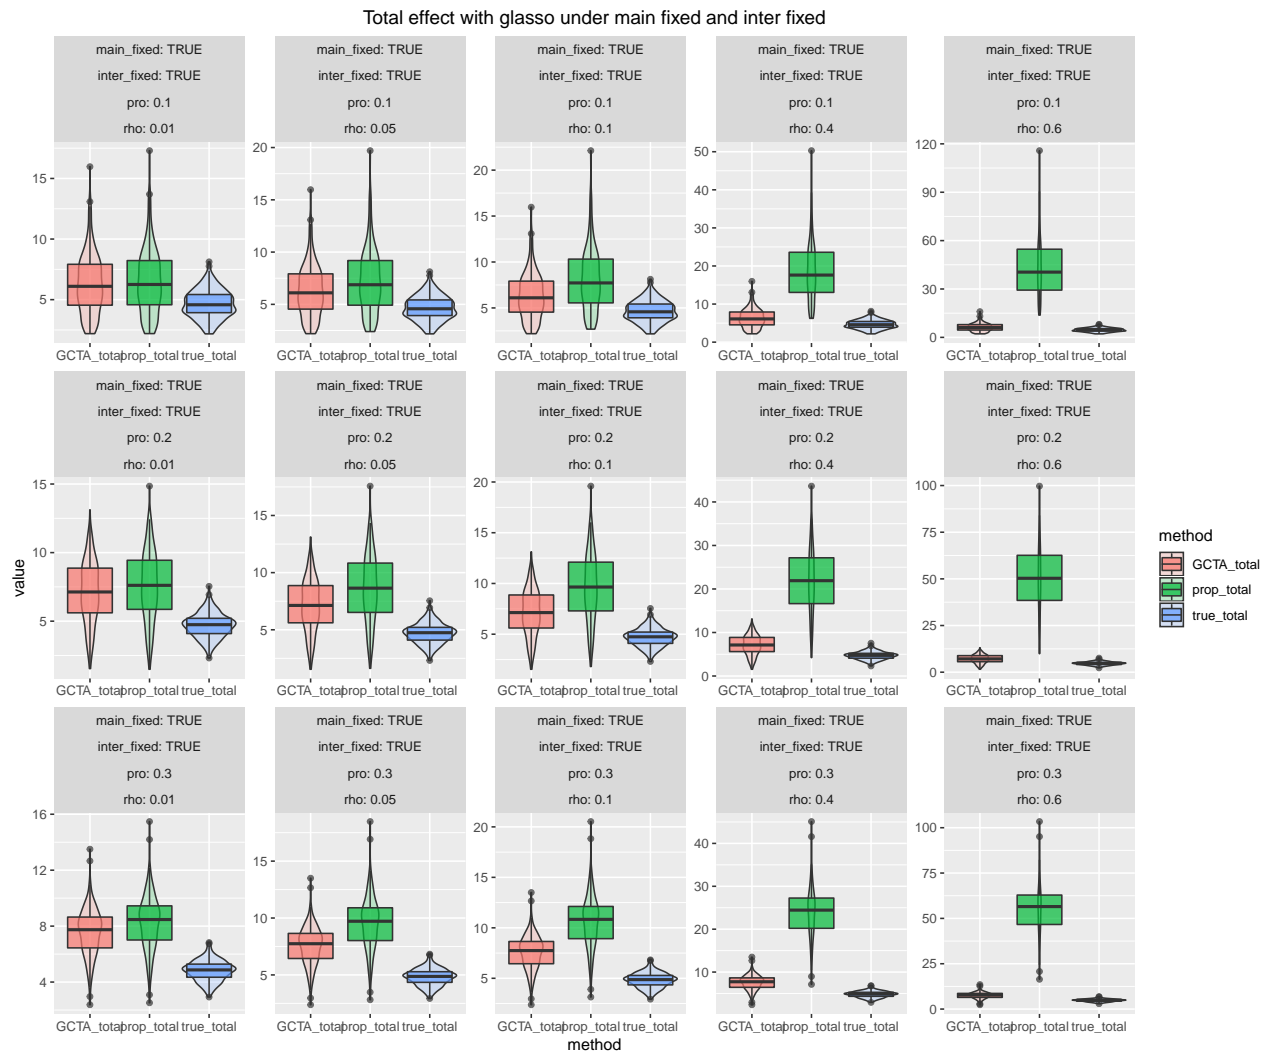 Total effect with glasso under main fixed and inter fixed
main_fixed: TRUE main_fixed: TRUE main_fixed: TRUE main_fixed: TRUE main_fixed: TRUE
inter_fixed: TRUE inter_fixed: TRUE inter_fixed: TRUE inter_fixed: TRUE inter_fixed: TRUE
pro: 0.1 pro: 0.1 pro: 0.1 pro: 0.1 pro: 0.1
rho: 0.01 rho: 0.05 rho: 0.1 rho: 0.4 rho: 0.6
15
10
5
20
15
10
5
20
15
10
5
50
40
30
20
10
0
120
90
60
30
0
GCTA_total prop_total true_total GCTA_total prop_total true_total GCTA_total prop_total true_total GCTA_total prop_total true_total GCTA_total prop_total true_total
main_fixed: TRUE main_fixed: TRUE main_fixed: TRUE main_fixed: TRUE main_fixed: TRUE
inter_fixed: TRUE inter_fixed: TRUE inter_fixed: TRUE inter_fixed: TRUE inter_fixed: TRUE
pro: 0.2 pro: 0.2 pro: 0.2 pro: 0.2 pro: 0.2
rho: 0.01 rho: 0.05 rho: 0.1 rho: 0.4 rho: 0.6
15
10
5
15
10
5
20
15
10
5
40
30
20
10
0
100
75
50
25
0
GCTA_total prop_total true_total GCTA_total prop_total true_total GCTA_total prop_total true_total GCTA_total prop_total true_total GCTA_total prop_total true_total
main_fixed: TRUE main_fixed: TRUE main_fixed: TRUE main_fixed: TRUE main_fixed: TRUE
inter_fixed: TRUE inter_fixed: TRUE inter_fixed: TRUE inter_fixed: TRUE inter_fixed: TRUE
pro: 0.3 pro: 0.3 pro: 0.3 pro: 0.3 pro: 0.3
rho: 0.01 rho: 0.05 rho: 0.1 rho: 0.4 rho: 0.6
16
12
8
4
15
10
5
20
15
10
5
40
30
20
10
100
75
50
25
0
GCTA_total prop_total true_total GCTA_total prop_total true_total GCTA_total prop_total true_total GCTA_total prop_total true_total GCTA_total prop_total true_total
value
method
method
GCTA_total
prop_total
true_total